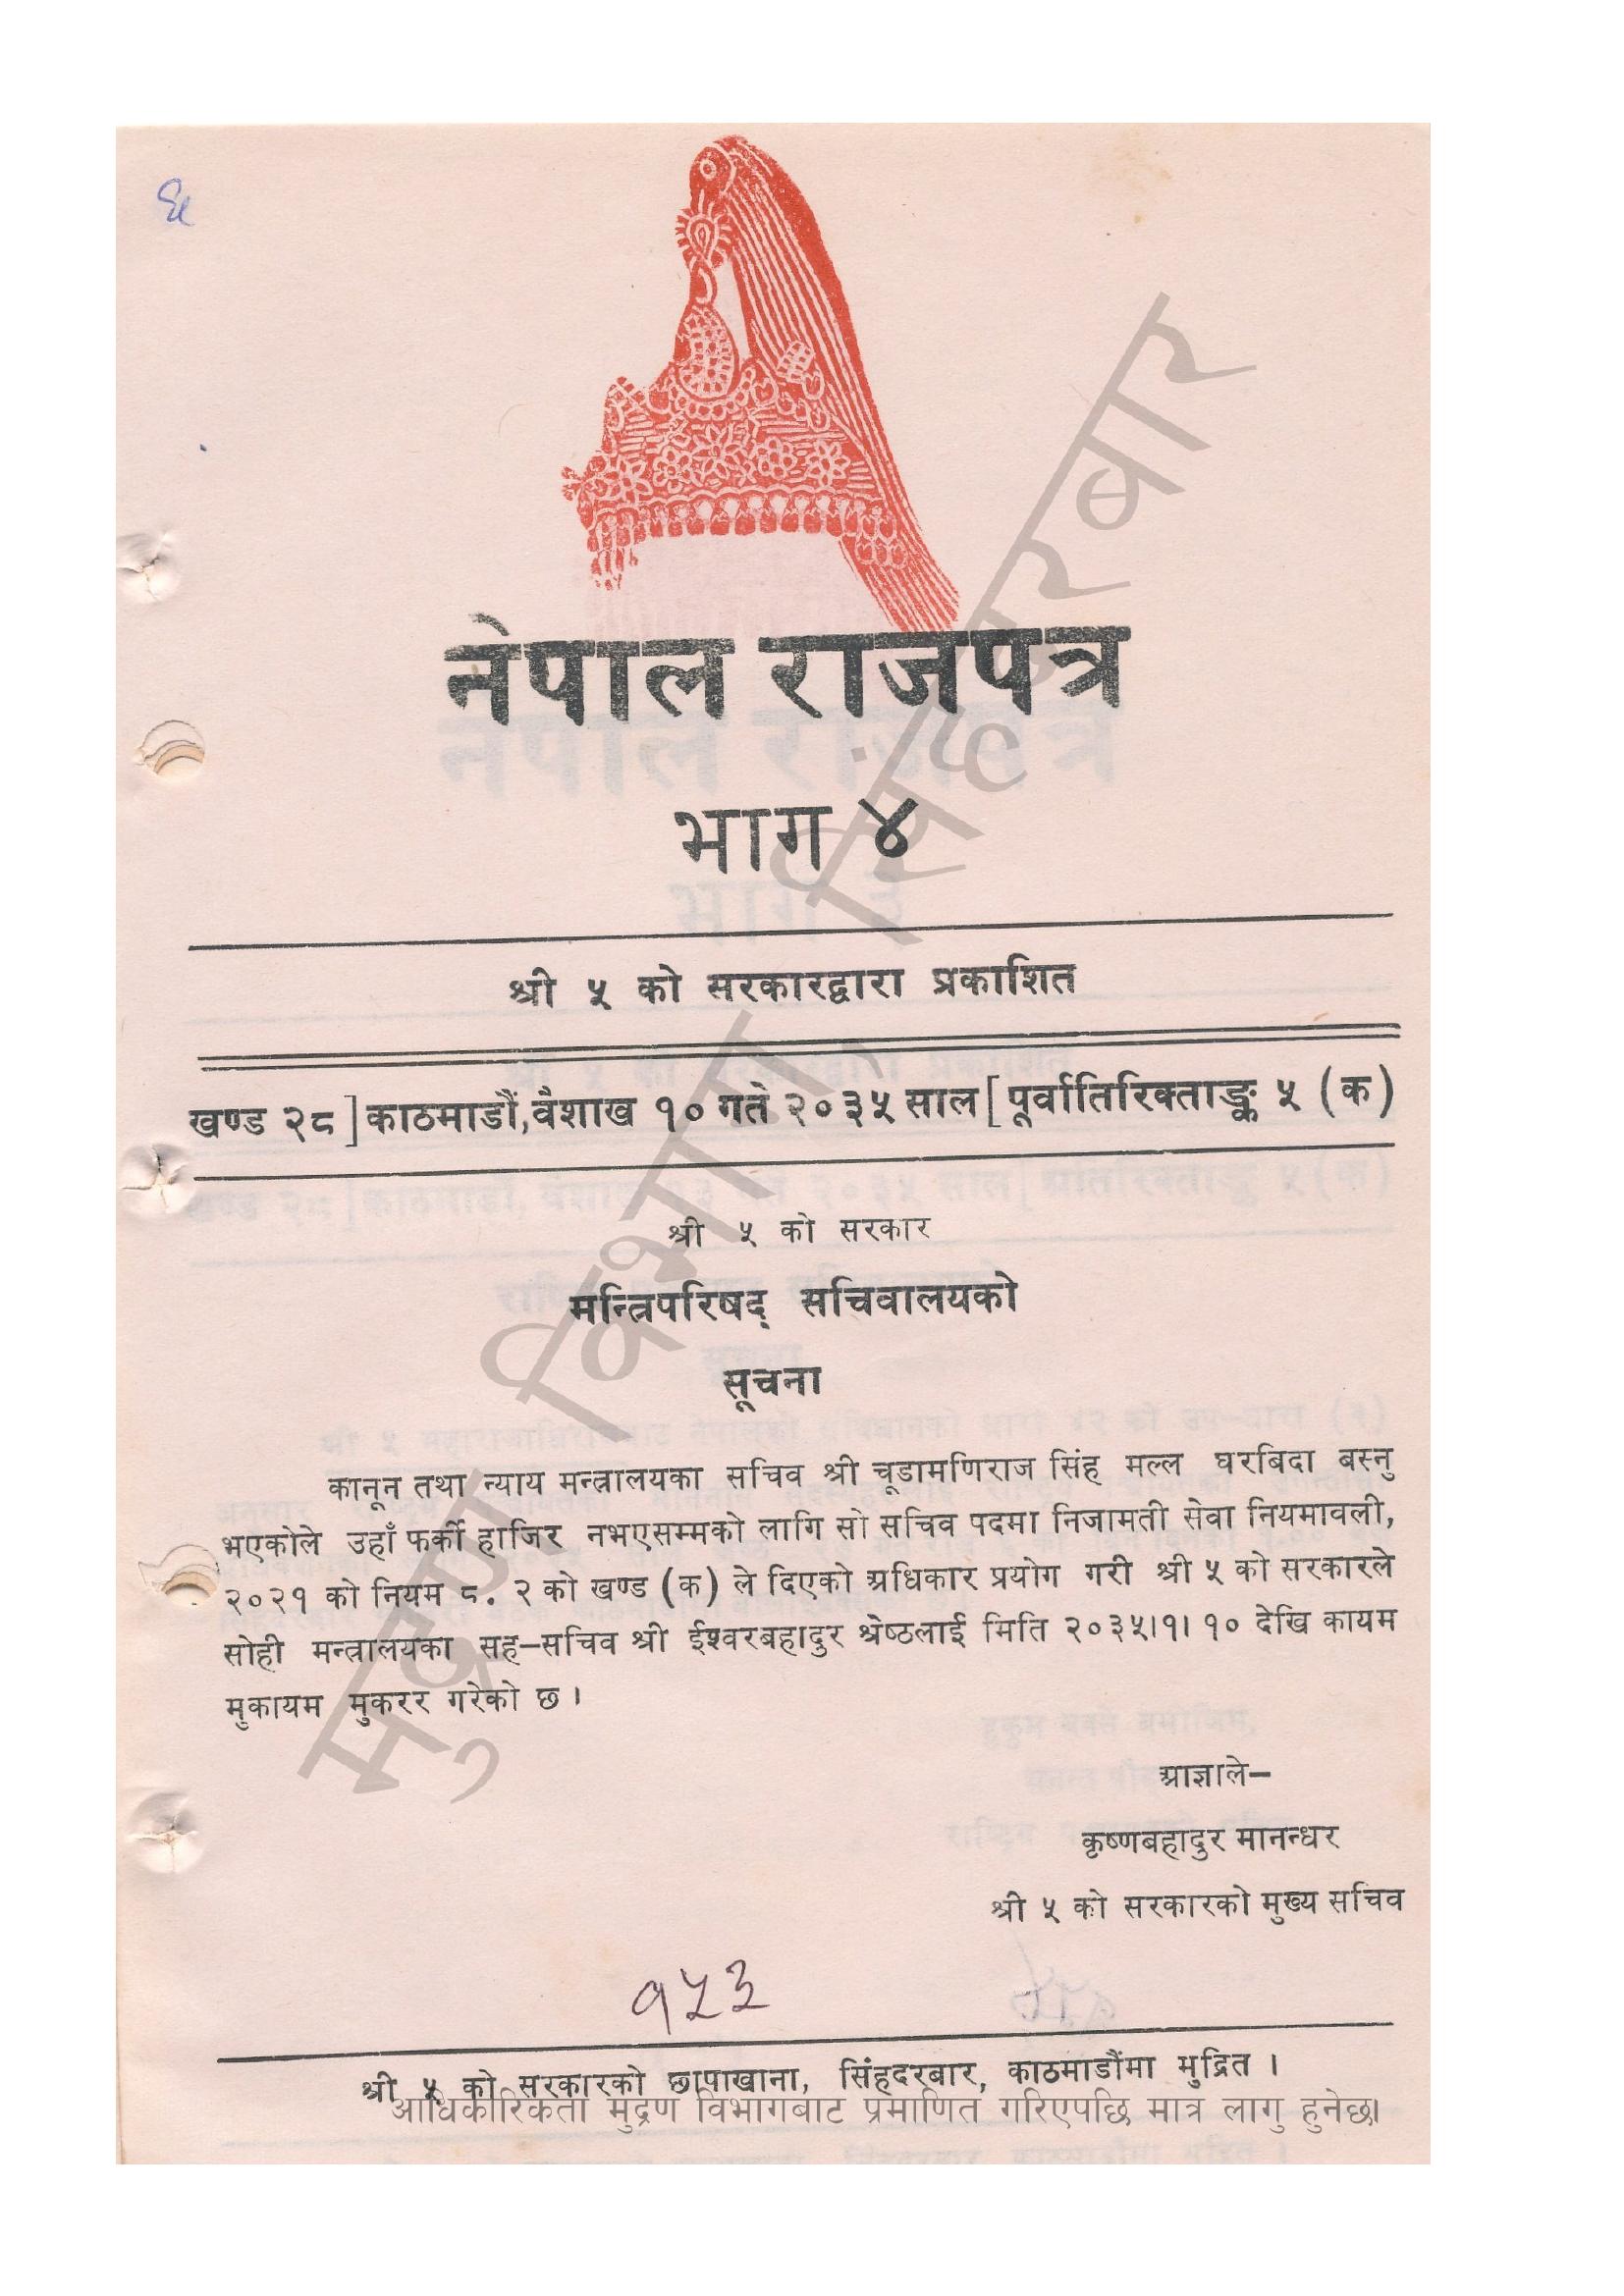 नेपाल राजपत्र
भाग ४
श्री ५ को सरकारद्वारा प्रकाशित
खण्ड २८] काठमाडौं, वैशाख १० गते २०३५ साल [पूर्वातिरिक्ताङ्क ५ (क)
श्री ५ को सरकार
मन्त्रिपरिषद् सचिवालयको
सूचना
कानून तथा न्याय मन्त्रालयका सचिव श्री चूडामणिराज सिंह मल्ल घरबिदा बस्नु
भएकोले उहाँ फर्की हाजिर नभएसम्मको लागि सो सचिव पदमा निजामती सेवा नियमावली,
२०२१ को नियम ८.२ को खण्ड (क) ले दिएको अधिकार प्रयोग गरी श्री ५ को सरकारले
सोही मन्त्रालयका सह–सचिव श्री ईश्वरबहादुर श्रेष्ठलाई मिति २०३५।१।१० देखि कायम
मुकायम मुकरर गरेको छ ।
आज्ञाले–
कृष्णबहादुर मानन्धर
श्री ५ को सरकारको मुख्य सचिव
१५३
श्री ५ को सरकारको छापाखाना, सिंहदरबार, काठमाडौंमा मुद्रित ।
आधिकारिकता मुद्रण विभागबाट प्रमाणित गरिएपछि मात्र लागु हुनेछ।
मुद्रण विभाग, सिंहदरबार